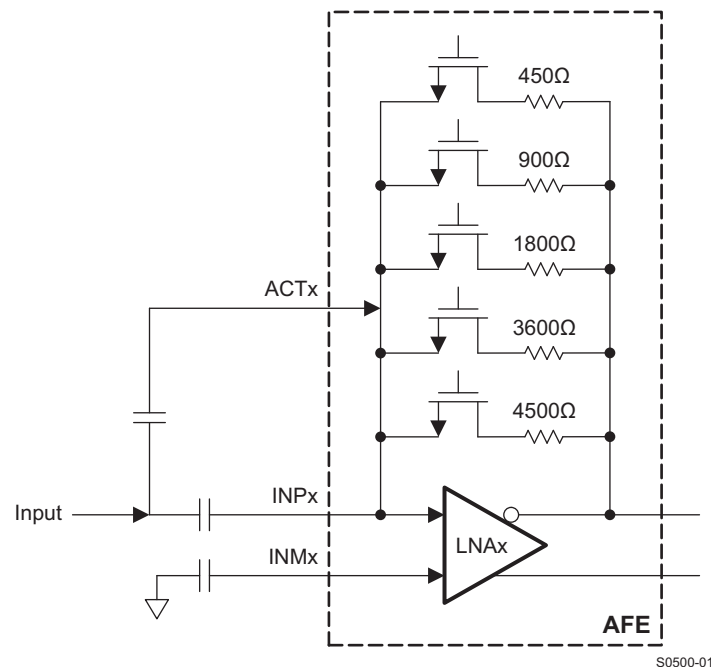 450Ω
900Ω
1800Ω
ACTx
3600Ω
4500Ω
INPx
Input
LNAx
INMx
AFE
S0500-01